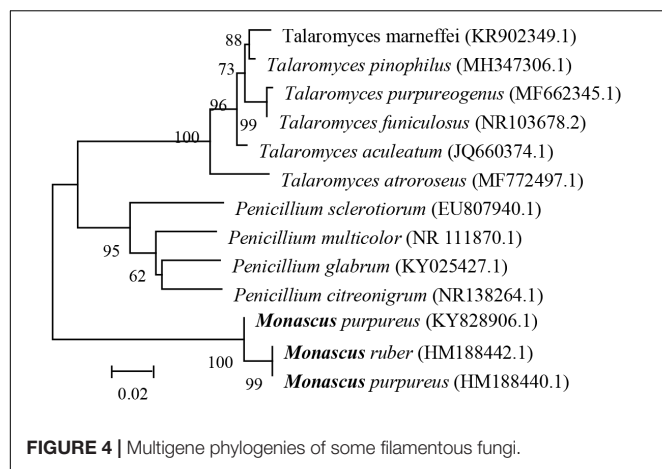 88
Talaromyces marneffei (KR902349.1)
73
Talaromyces pinophilus (MH347306.1)
Talaromyces purpureogenus (MF662345.1)
96
99
Talaromyces funiculosus (NR103678.2)
100
Talaromyces aculeatum (JQ660374.1)
Talaromyces atroroseus (MF772497.1)
Penicillium sclerotiorum (EU807940.1)
95
Penicillium multicolor (NR 111870.1)
62
Penicillium glabrum (KY025427.1)
Penicillium citreonigrum (NR138264.1)
Monascus purpureus (KY828906.1)
100
Monascus ruber (HM188442.1)
99
Monascus purpureus (HM188440.1)
0.02
FIGURE 4 | Multigene phylogenies of some filamentous fungi.